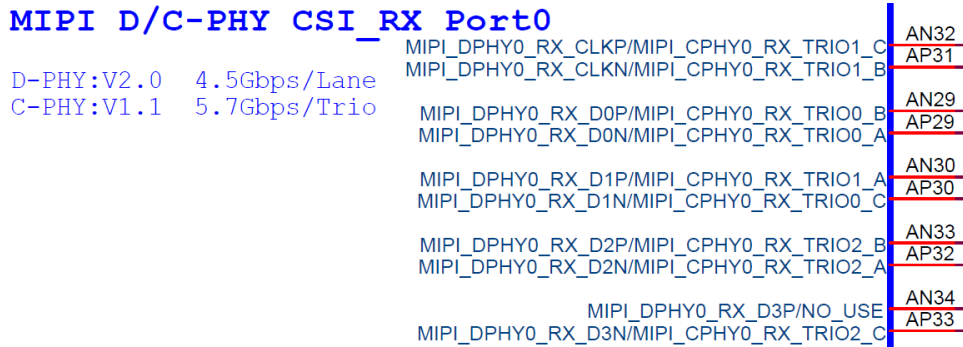 MIPI D/C-PHY CSI_RX Port0
D-PHY:V2.0 4.5Gbps/Lane
C-PHY:V1.1 5.7Gbps/Trio
MIPI_DPHY0_RX_CLKP/MIPI_CPHY0_RX_TRIO1_C AN32
MIPI_DPHY0_RX_CLKN/MIPI_CPHY0_RX_TRIO1_B AP31
MIPI_DPHY0_RX_D0P/MIPI_CPHY0_RX_TRIO0_B AN29
MIPI_DPHY0_RX_D0N/MIPI_CPHY0_RX_TRIO0_A AP29
MIPI_DPHY0_RX_D1P/MIPI_CPHY0_RX_TRIO1_A AN30
MIPI_DPHY0_RX_D1N/MIPI_CPHY0_RX_TRIO0_C AP30
MIPI_DPHY0_RX_D2P/MIPI_CPHY0_RX_TRIO2_B AN33
MIPI_DPHY0_RX_D2N/MIPI_CPHY0_RX_TRIO2_A AP32
MIPI_DPHY0_RX_D3P/NO_USE AN34
MIPI_DPHY0_RX_D3N/MIPI_CPHY0_RX_TRIO2_C AP33